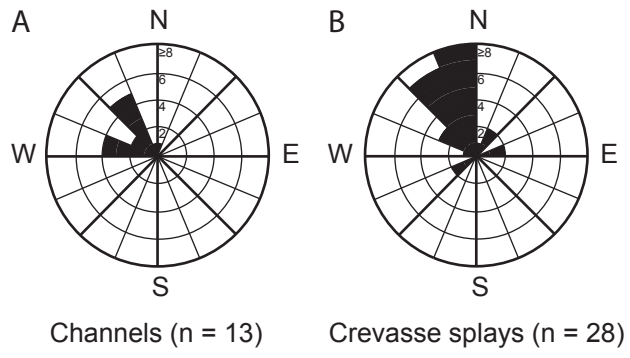 A
N
≥8
6
4
2
W
E
S
Channels (n = 13)
B
N
≥8
6
4
2
W
E
S
Crevasse splays (n = 28)